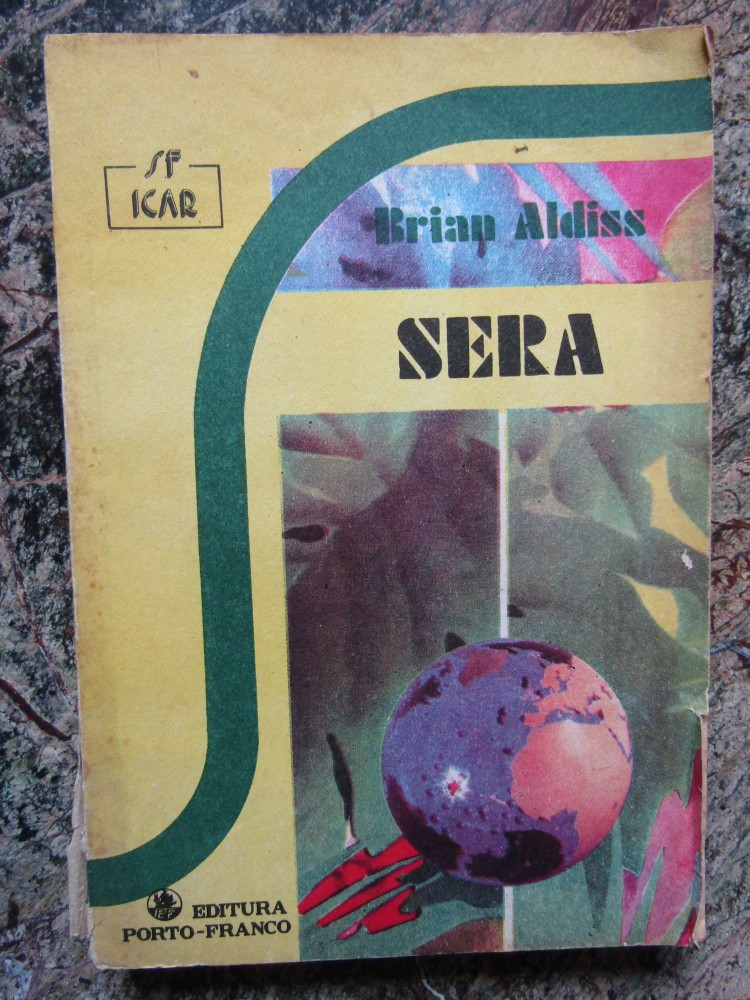 SF
ICAR
Brian Aldiss
SERA
EDITURA
PORTO-FRANCO